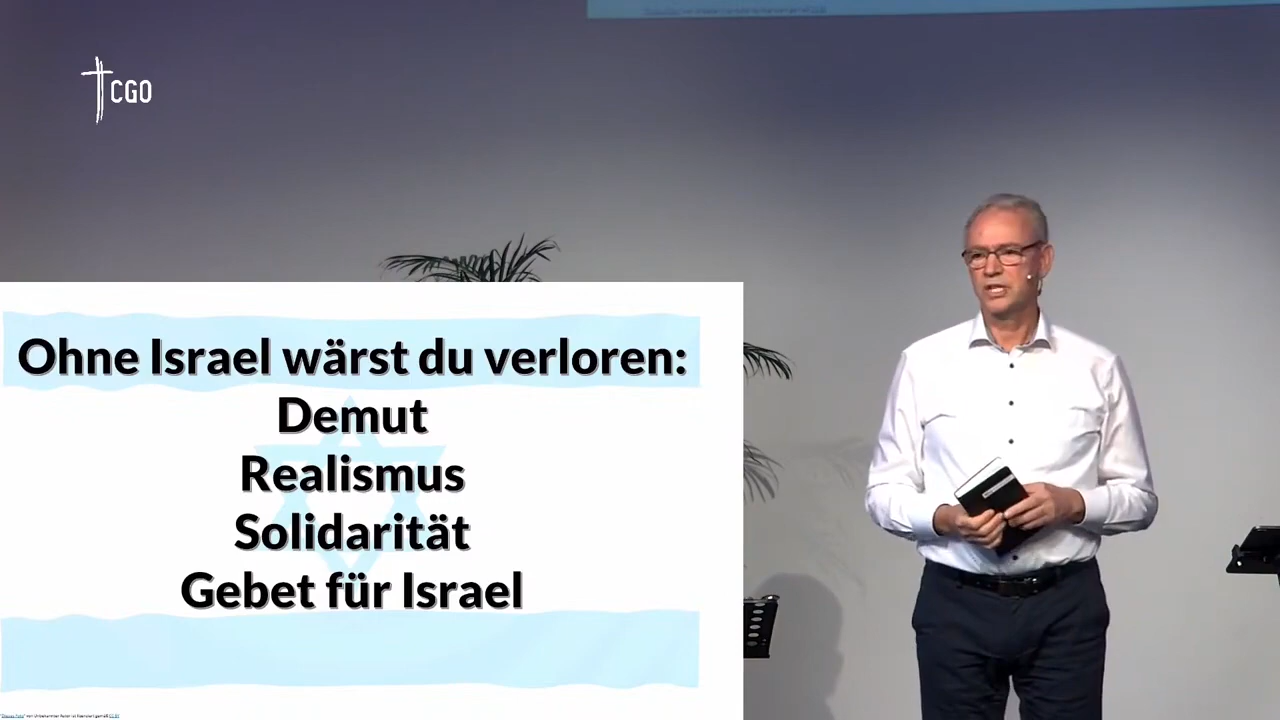 CGO
Ohne Israel wärst du verloren:
Demut
Realismus
Solidarität
Gebet für Israel